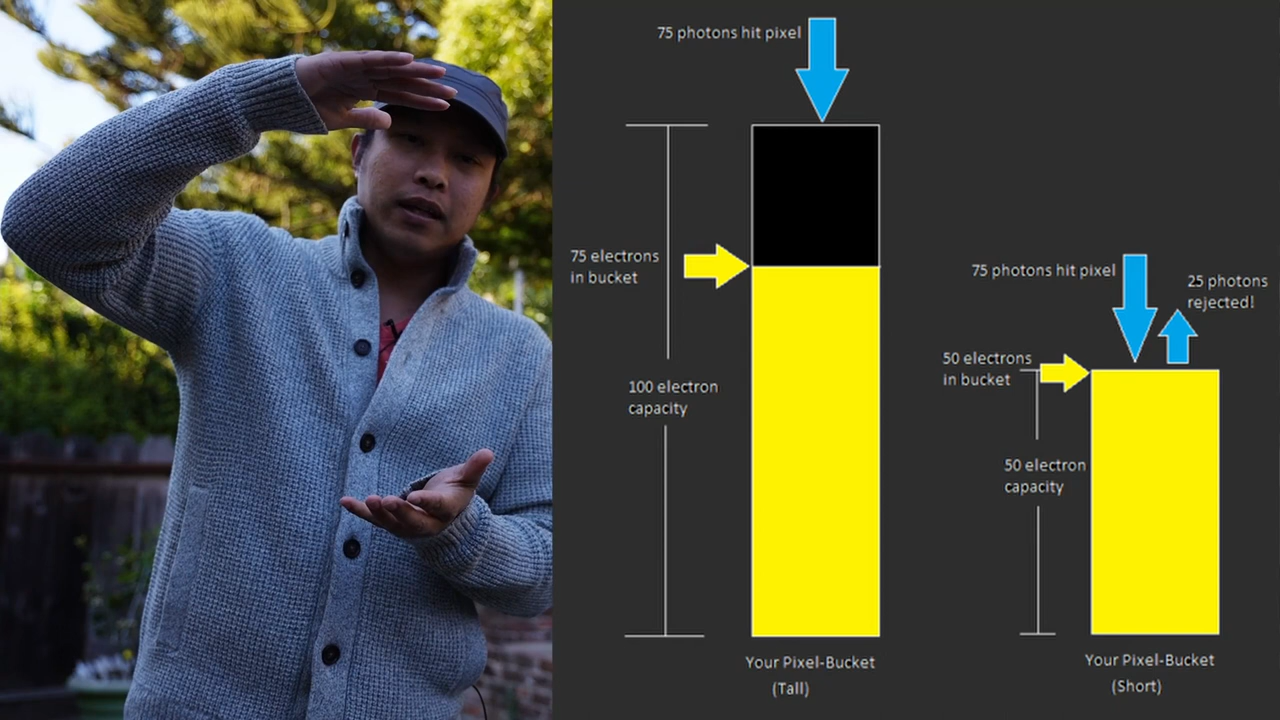 75 photons hit pixel
75 electrons
in bucket
100 electron
capacity
Your Pixel-Bucket
(Tall)
75 photons hit pixel
25 photons
rejected!
50 electrons
in bucket
50 electron
capacity
Your Pixel-Bucket
(Short)